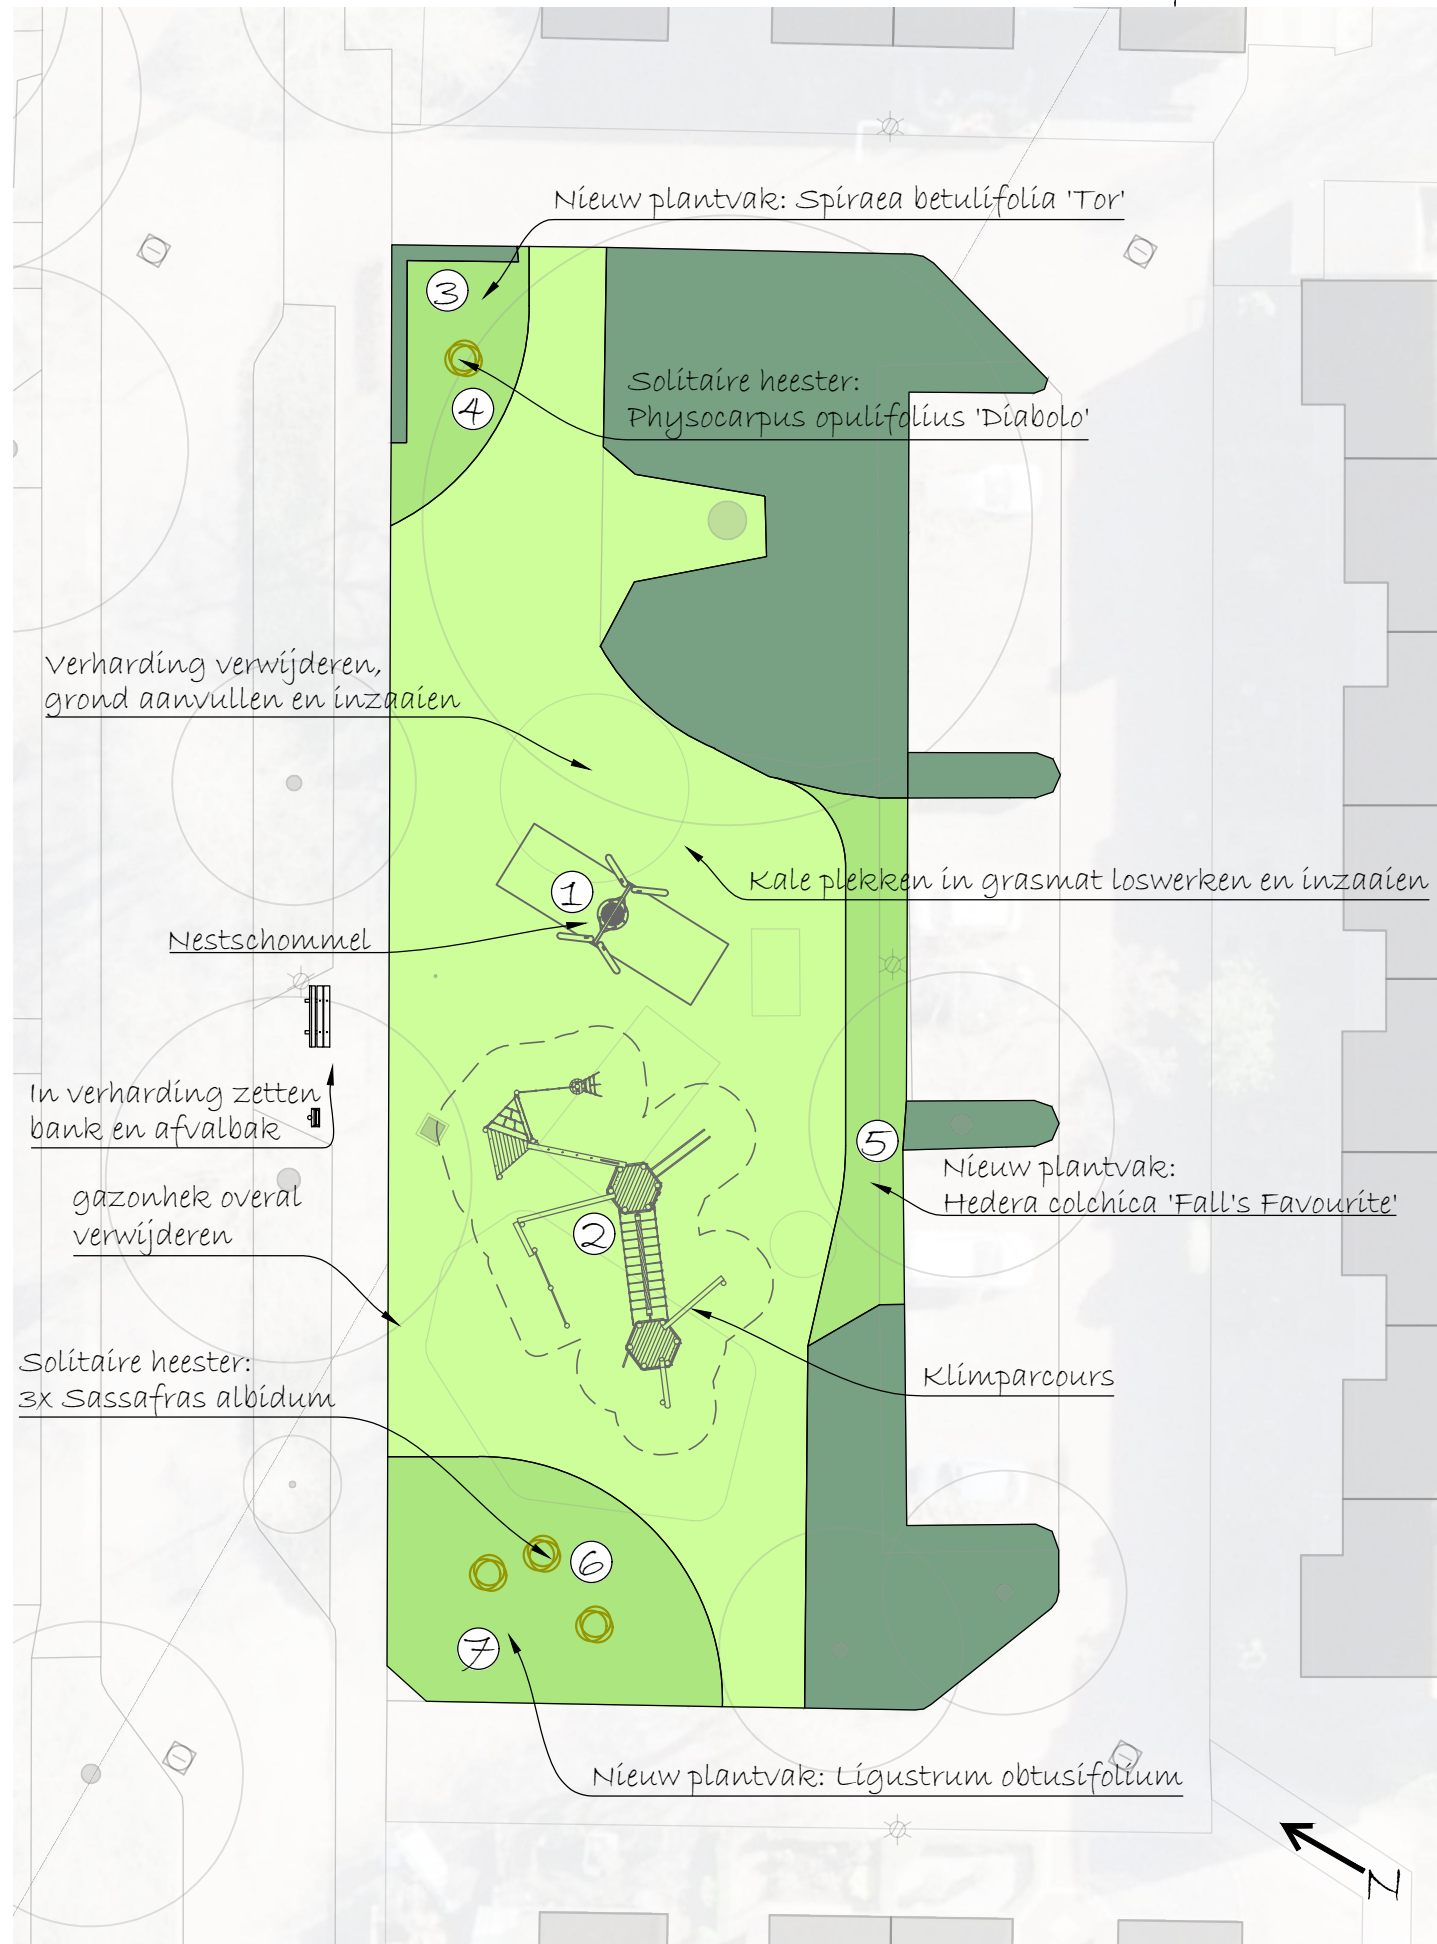 Nieuw plantvak: Spiraea betulifolia 'Tor'
3
Solitaire heester:
Physocarpus opulifolius 'Diabolo'
4
Verharding verwijderen,
grond aanvullen en inzaaien
Kale plekken in grasmat loswerken en inzaaien
1
Nestschommel
In verharding zetten
bank en afvalbak
5
Nieuw plantvak:
Hedera colchica 'Fall's Favourite'
gazonhek overal
verwijderen
2
Solitaire heester:
3x Sassafras albidum
Klimparcours
6
7
Nieuw plantvak: Ligustrum obtusifolium
N